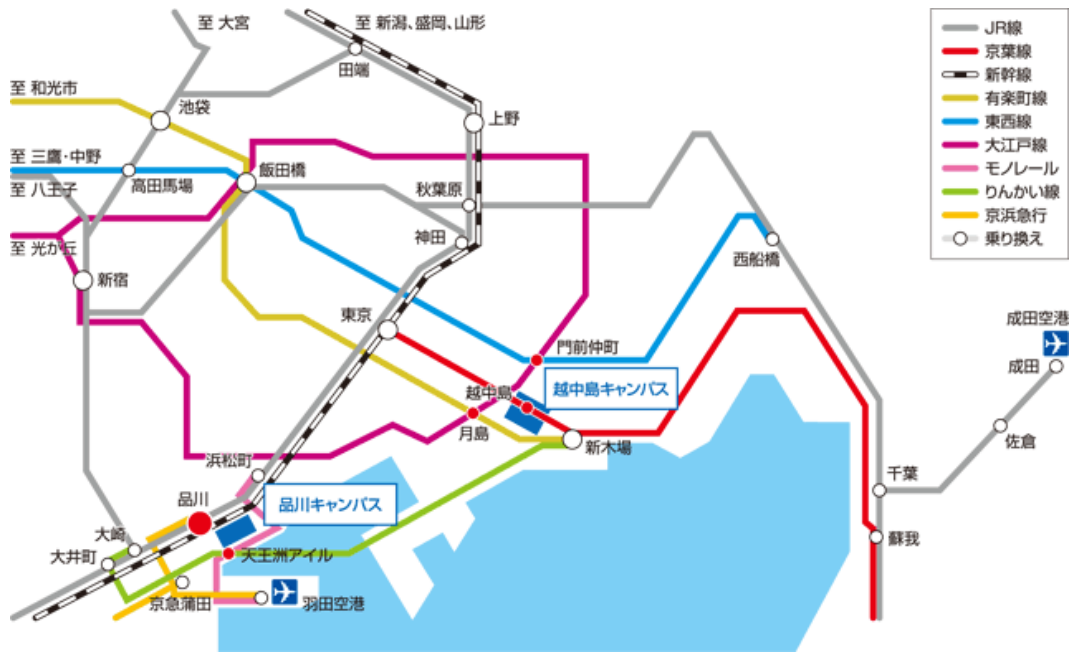 至 大宮
至 新潟、盛岡、山形
田端
至 和光市
池袋
上野
至 三鷹・中野
高田馬場
飯田橋
至 八王子
秋葉原
神田
至 光が丘
新宿
西船橋
東京
門前仲町
越中島
越中島キャンパス
月島
新木場
浜松町
品川
品川キャンパス
大崎
大井町
天王洲アイル
京急蒲田
羽田空港
成田空港
成田
佐倉
千葉
蘇我
JR線
京葉線
新幹線
有楽町線
東西線
大江戸線
モノレール
りんかい線
京浜急行
乗り換え